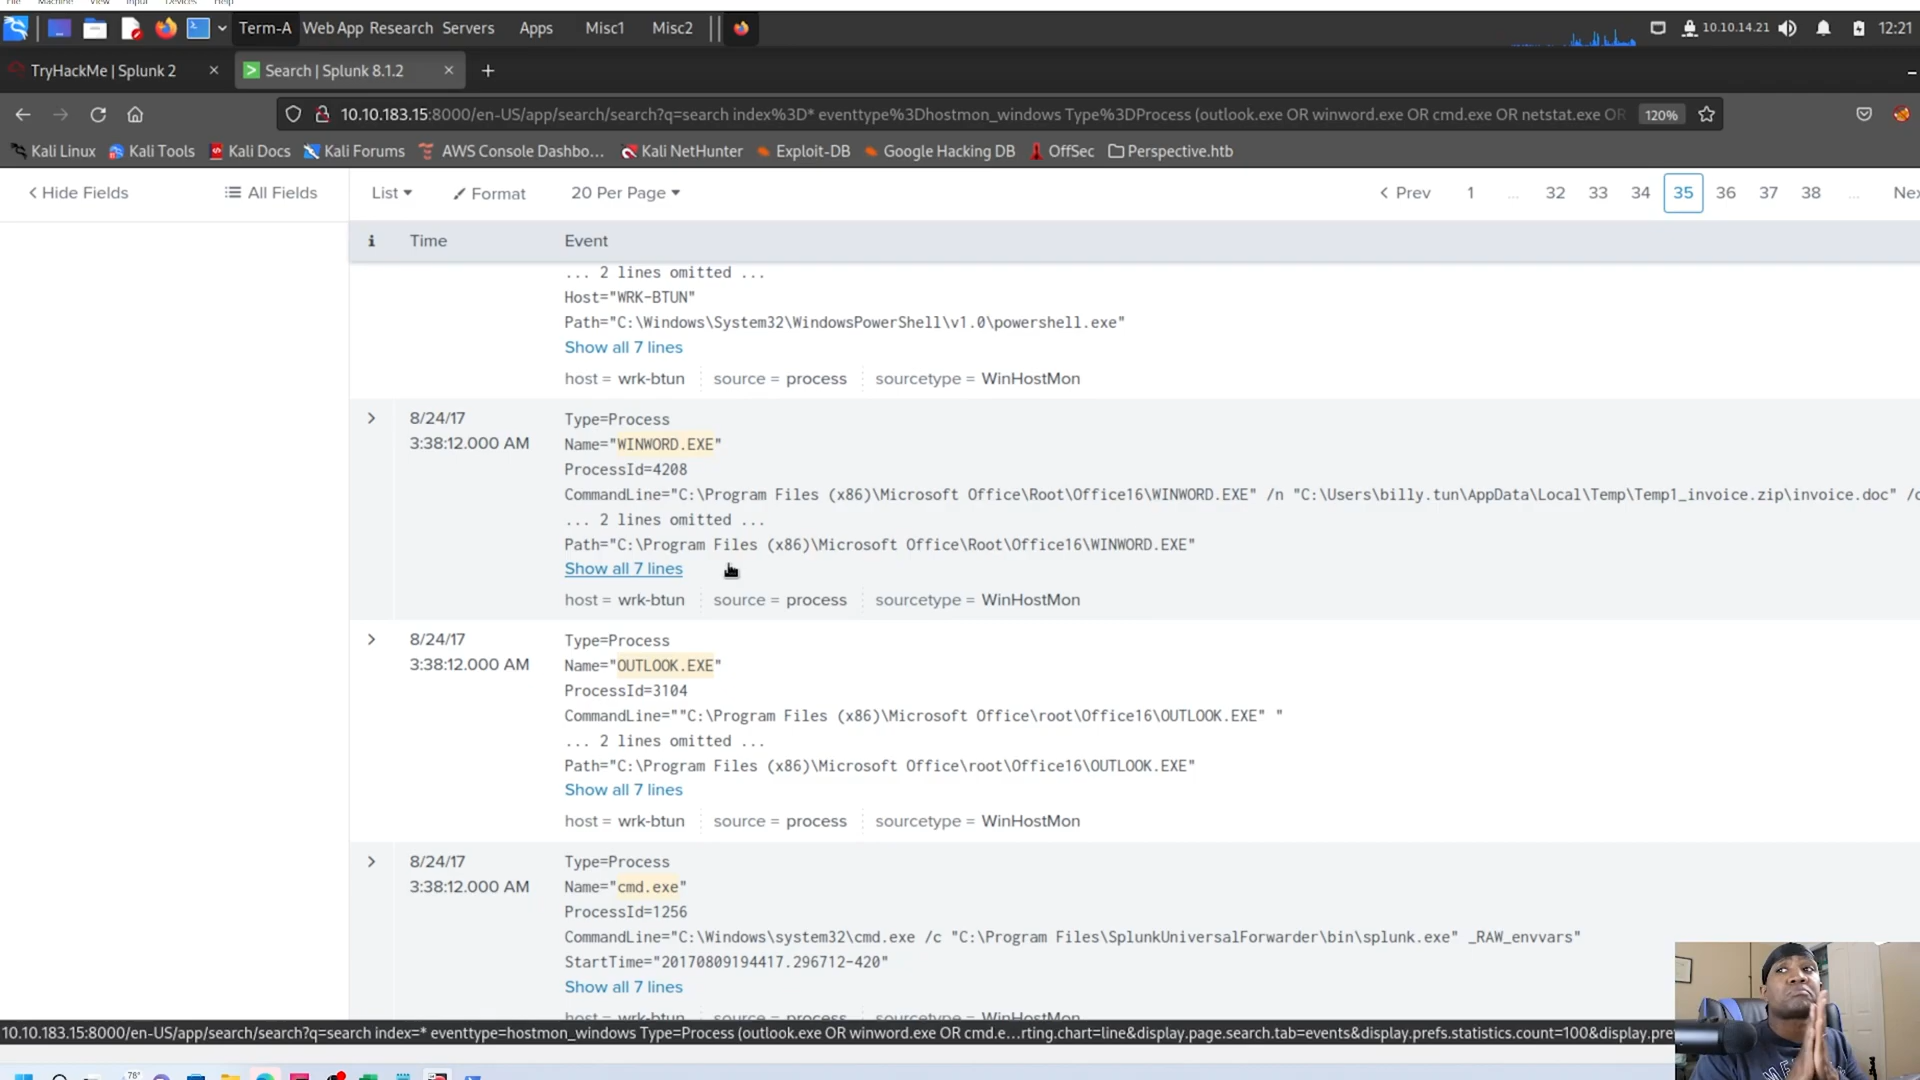 File Machine View Input Devices Help
Term-A Web App Research Servers Apps Misc1 Misc2 10.10.14.21 12:21
TryHackMe | Splunk 2 Search | Splunk 8.1.2
10.10.183.15:8000/en-US/app/search/search?q=search index%3D* eventtype%3Dhostmon_windows Type%3DProcess (outlook.exe OR winword.exe OR cmd.exe OR netstat.exe OR 120%
Kali Linux Kali Tools Kali Docs Kali Forums AWS Console Dashbo... Kali NetHunter Exploit-DB Google Hacking DB OffSec Perspective.htb
Hide Fields All Fields List Format 20 Per Page Prev 1 ... 32 33 34 35 36 37 38 ...
i Time Event
... 2 lines omitted ...
Host="WRK-BTUN"
Path="C:\Windows\System32\WindowsPowerShell\v1.0\powershell.exe"
Show all 7 lines
host = wrk-btun source = process sourcetype = WinHostMon
8/24/17 Type=Process
3:38:12.000 AM Name="WINWORD.EXE"
ProcessId=4208
CommandLine="C:\Program Files (x86)\Microsoft Office\Root\Office16\WINWORD.EXE" /n "C:\Users\billy.tun\AppData\Local\Temp\Temp1_invoice.zip\invoice.doc"
... 2 lines omitted ...
Path="C:\Program Files (x86)\Microsoft Office\Root\Office16\WINWORD.EXE"
Show all 7 lines
host = wrk-btun source = process sourcetype = WinHostMon
8/24/17 Type=Process
3:38:12.000 AM Name="OUTLOOK.EXE"
ProcessId=3104
CommandLine=""C:\Program Files (x86)\Microsoft Office\root\Office16\OUTLOOK.EXE" "
... 2 lines omitted ...
Path="C:\Program Files (x86)\Microsoft Office\root\Office16\OUTLOOK.EXE"
Show all 7 lines
host = wrk-btun source = process sourcetype = WinHostMon
8/24/17 Type=Process
3:38:12.000 AM Name="cmd.exe"
ProcessId=1256
CommandLine="C:\Windows\system32\cmd.exe /c "C:\Program Files\SplunkUniversalForwarder\bin\splunk.exe" _RAW_envvars"
StartTime="20170809194417.296712-420"
Show all 7 lines
host = wrk-btun source = process sourcetype = WinHostMon
10.10.183.15:8000/en-US/app/search/search?q=search index=* eventtype=hostmon_windows Type=Process (outlook.exe OR winword.exe OR cmd.e...rting.chart=line&display.page.search.tab=events&display.prefs.statistics.count=100&display.pre
78°